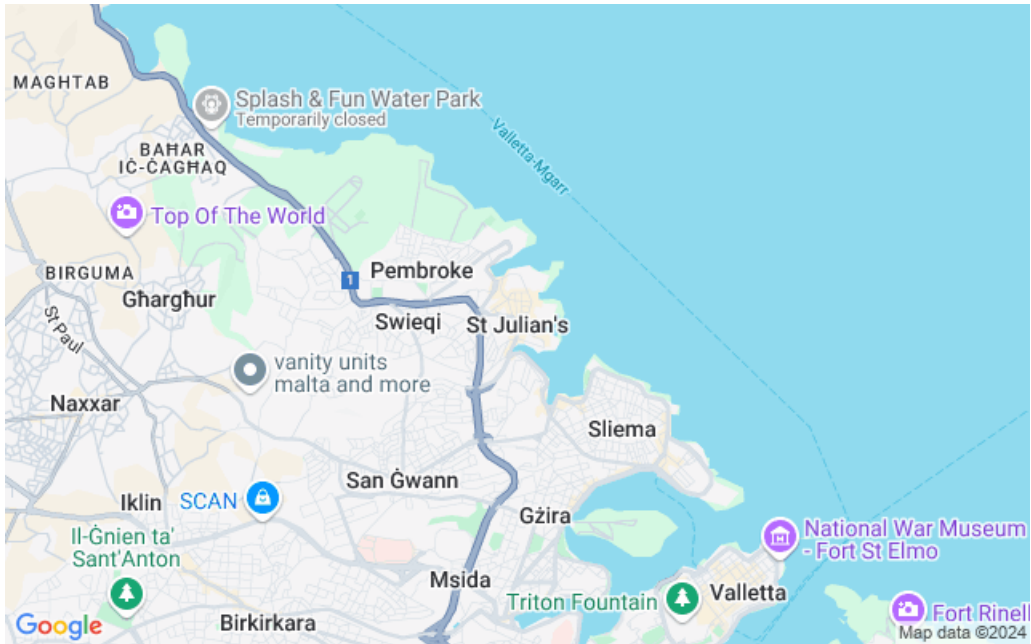 MAGHTAB
Splash & Fun Water Park
Temporarily closed
Valletta-Mgarr
BAĦAR
IĊ-ĊAGĦAQ
Top Of The World
BIRGUMA
Pembroke
1
Għargħur
St Paul
Swieqi
St Julian's
vanity units
malta and more
Naxxar
Sliema
San Ġwann
Iklin
SCAN
Gżira
Il-Ġnien ta'
Sant'Anton
National War Museum
- Fort St Elmo
Msida
Triton Fountain
Valletta
Birkirkara
Fort Rinell
Google
Map data ©2024